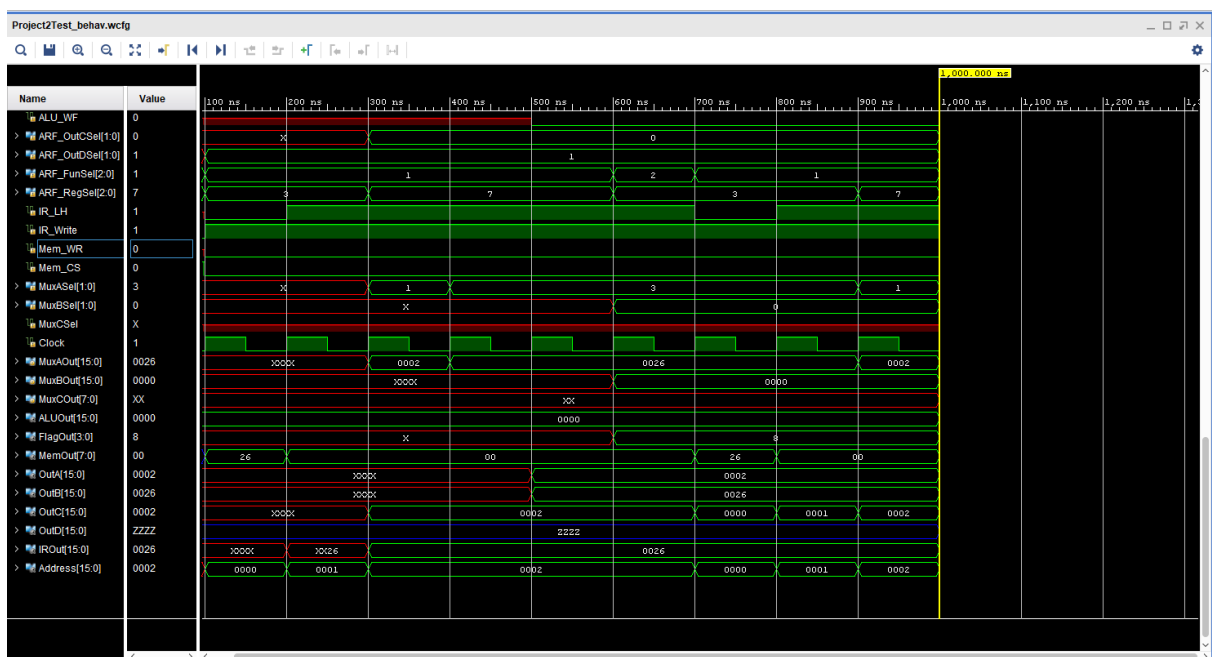 Project2Test_behav.wcfg
1,000.000 ns
Name Value 100 ns 200 ns 300 ns 400 ns 500 ns 600 ns 700 ns 800 ns 900 ns 1,000 ns 1,100 ns 1,200 ns 1,
ALU_WF 0
ARF_OutCSel[1:0] 0 X 0
ARF_OutDSel[1:0] 1 1
ARF_FunSel[2:0] 1 1 2 1
ARF_RegSel[2:0] 7 3 7 3 7
IR_LH 1
IR_Write 1
Mem_WR 0
Mem_CS 0
MuxASel[1:0] 3 X 1 3 1
MuxBSel[1:0] 0 X 0
MuxCSel X
Clock 1
MuxAOut[15:0] 0026 XXXX 0002 0026 0002
MuxBOut[15:0] 0000 XXXX 0000
MuxCOut[7:0] XX XX
ALUOut[15:0] 0000 0000
FlagOut[3:0] 8 X 8
MemOut[7:0] 00 26 00 26 00
OutA[15:0] 0002 XXXX 0002
OutB[15:0] 0026 XXXX 0026
OutC[15:0] 0002 XXXX 0002 0000 0001 0002
OutD[15:0] ZZZZ ZZZZ
IROut[15:0] 0026 XXXX XX26 0026
Address[15:0] 0002 0000 0001 0002 0000 0001 0002